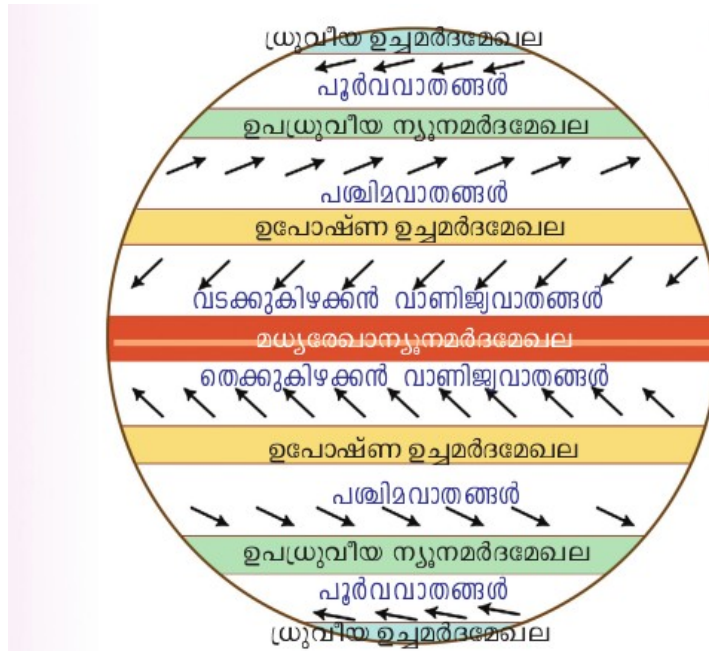 ധ്രുവീയ ഉച്ചമർദമേഖല
പൂർവവാതങ്ങൾ
ഉപധ്രുവീയ ന്യൂനമർദമേഖല
പശ്ചിമവാതങ്ങൾ
ഉപോഷ്ണ ഉച്ചമർദമേഖല
വടക്കുകിഴക്കൻ വാണിജ്യവാതങ്ങൾ
മധ്യരേഖാന്യൂനമർദമേഖല
തെക്കുകിഴക്കൻ വാണിജ്യവാതങ്ങൾ
ഉപോഷ്ണ ഉച്ചമർദമേഖല
പശ്ചിമവാതങ്ങൾ
ഉപധ്രുവീയ ന്യൂനമർദമേഖല
പൂർവവാതങ്ങൾ
ധ്രുവീയ ഉച്ചമർദമേഖല